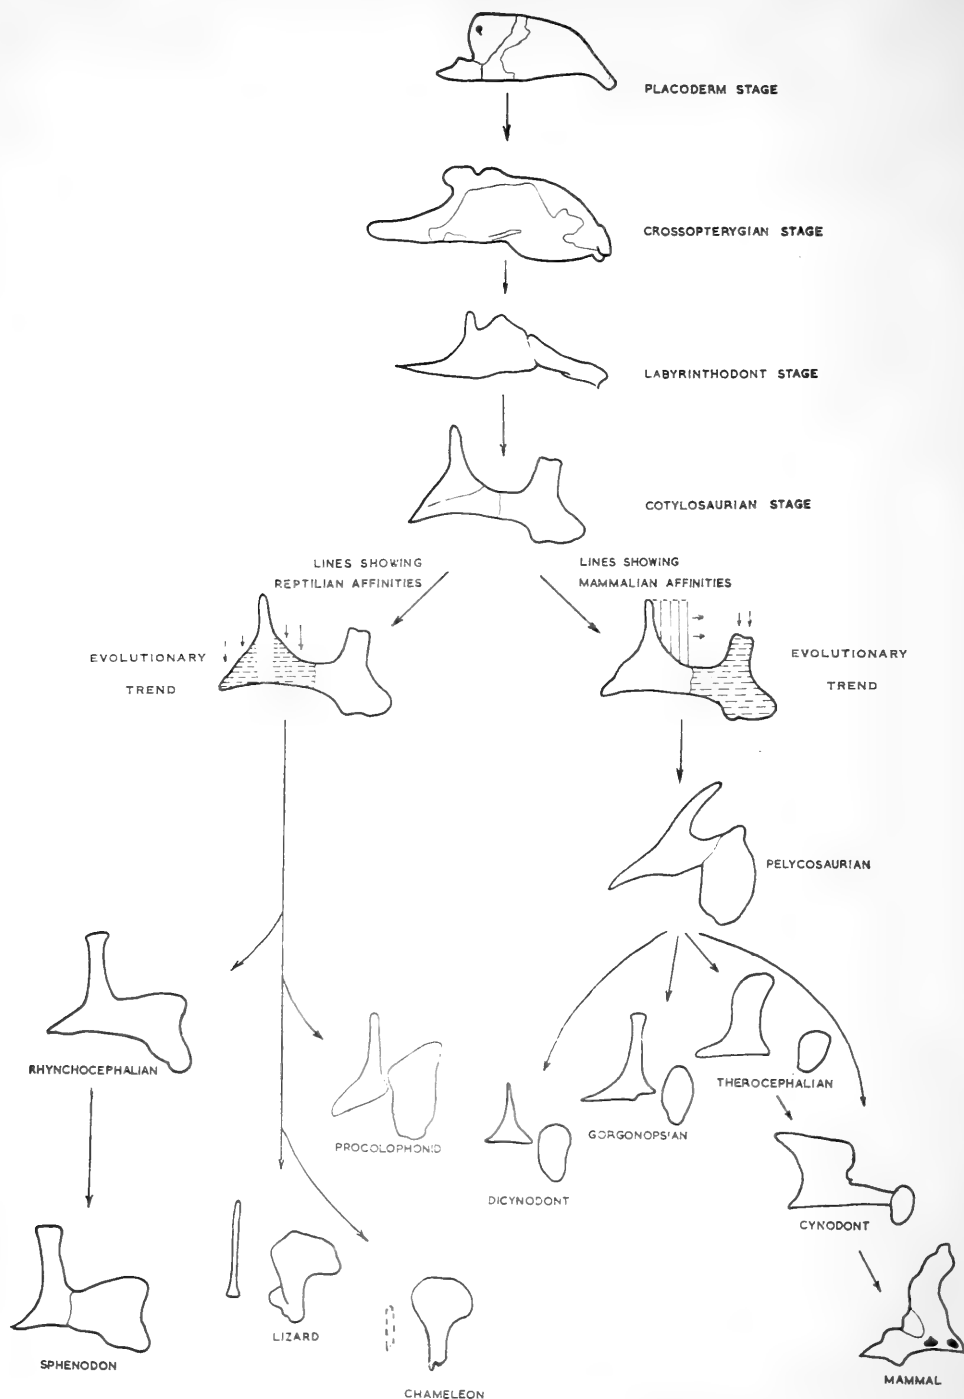 PLACODERM STAGE
CROSSOPTERYGIAN STAGE
LABYRINTHODONT STAGE
COTYLOSAURIAN STAGE
LINES SHOWING
REPTILIAN AFFINITIES
LINES SHOWING
MAMMALIAN AFFINITIES
EVOLUTIONARY
TREND
EVOLUTIONARY
TREND
PELYCOSAURIAN
RHYNCHOCEPHALIAN
PROCOLOPHONID
DICYNODONT
GORGONOPSIAN
THEROCEPHALIAN
CYNODONT
SPHENODON
LIZARD
CHAMELEON
MAMMAL